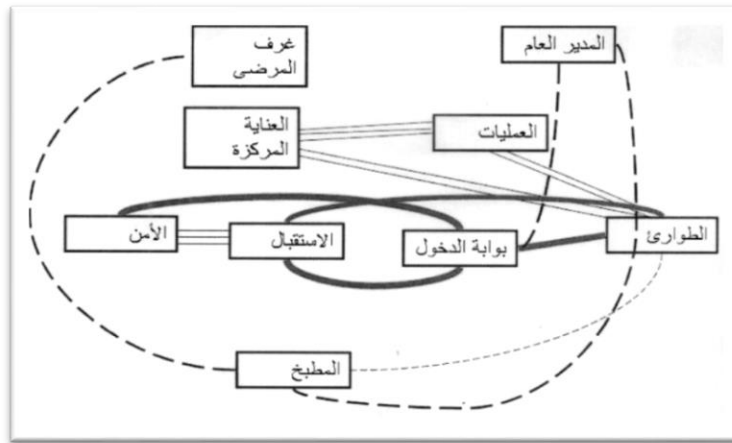 غرف
المرضى
المدير العام
العناية
المركزة
العمليات
الأمن
الاستقبال
بوابة الدخول
الطوارئ
المطبخ